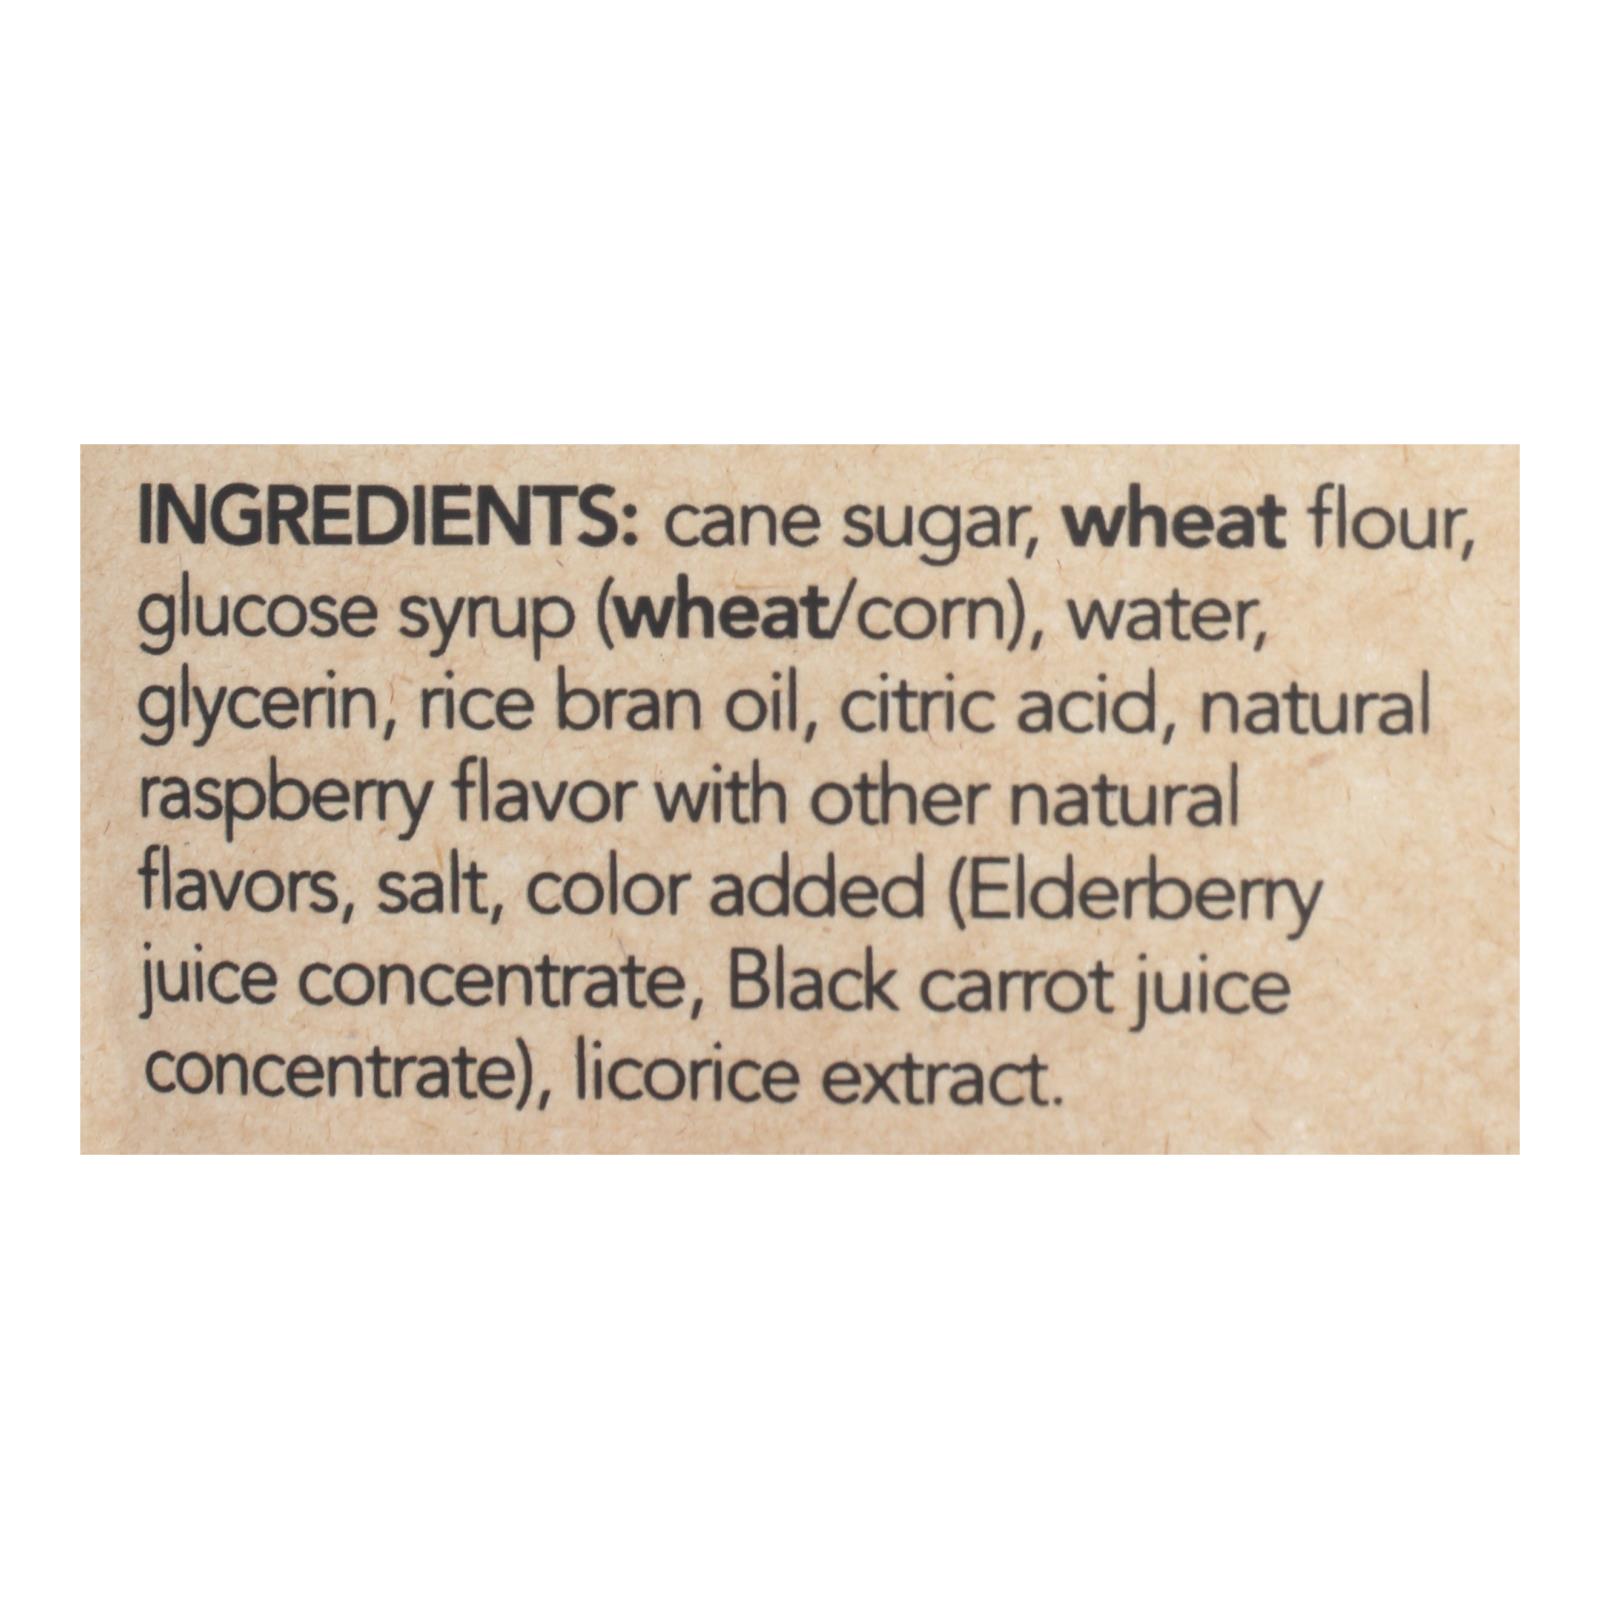 INGREDIENTS: cane sugar, wheat flour,
glucose syrup (wheat/corn), water,
glycerin, rice bran oil, citric acid, natural
raspberry flavor with other natural
flavors, salt, color added (Elderberry
juice concentrate, Black carrot juice
concentrate), licorice extract.